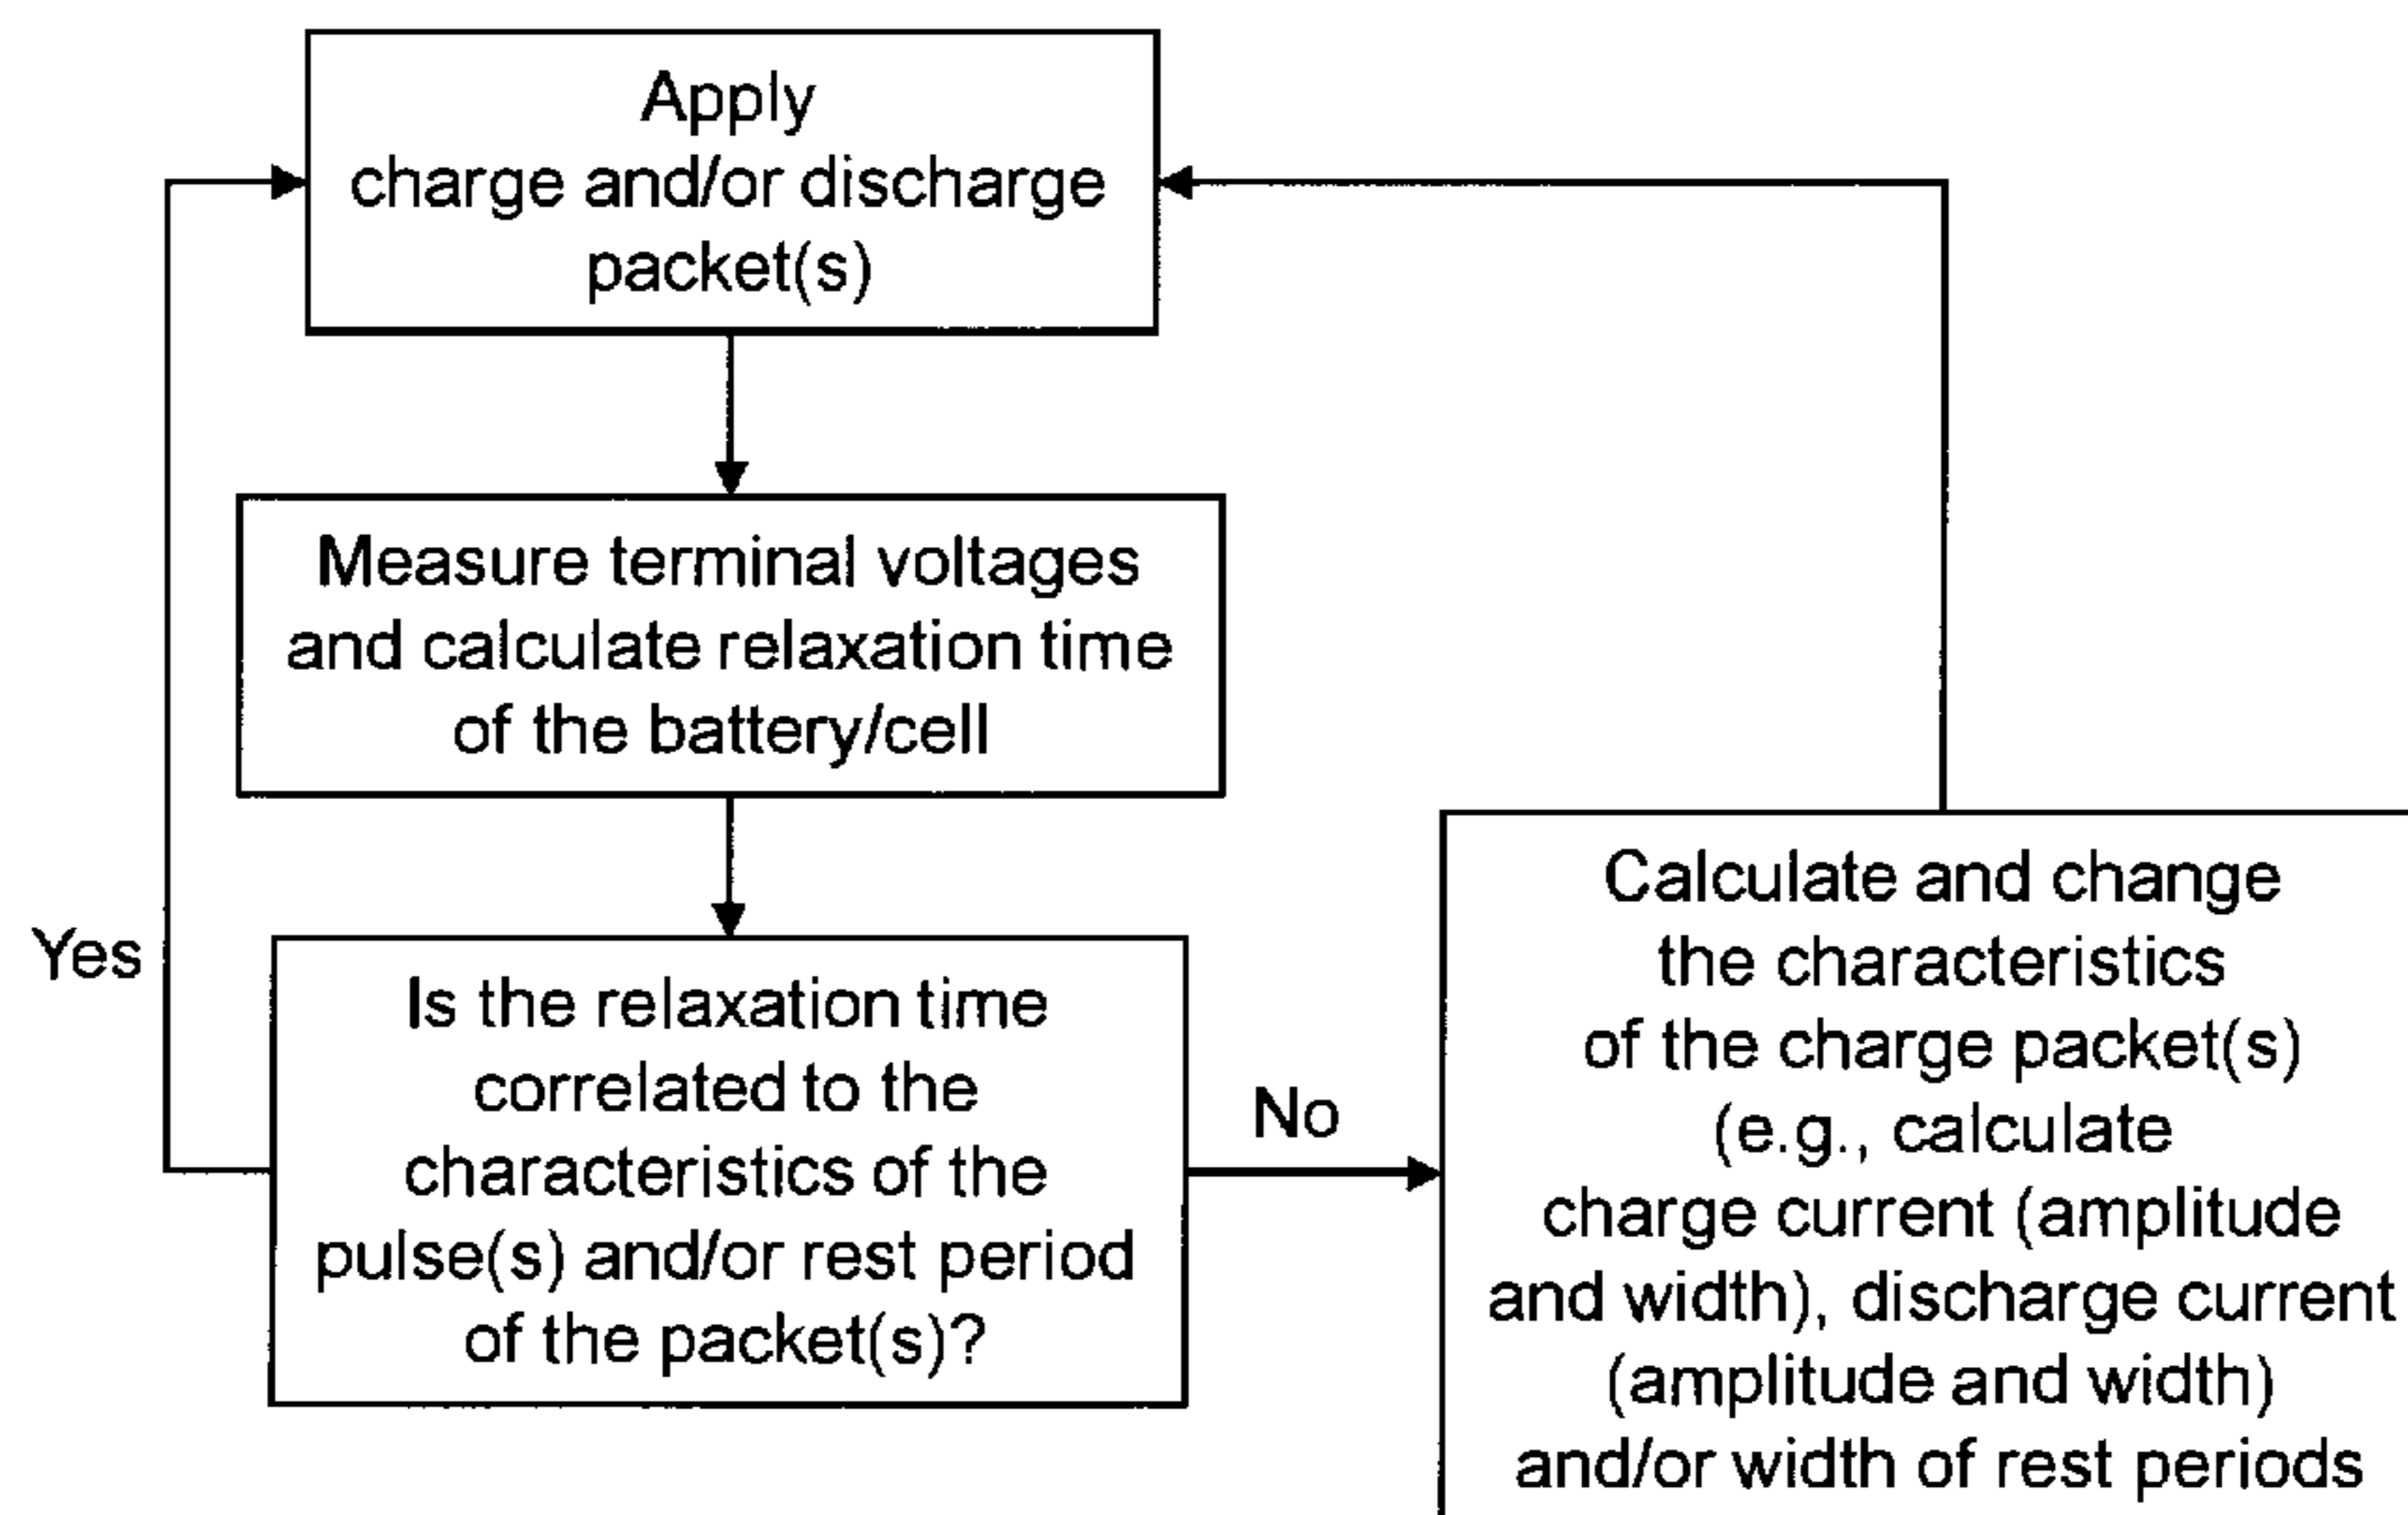 Apply
charge and/or discharge
packet(s)
Measure terminal voltages
and calculate relaxation time
of the battery/cell
Yes
Is the relaxation time
correlated to the
characteristics of the
pulse(s) and/or rest period
of the packet(s)?
No
Calculate and change
the characteristics
of the charge packet(s)
(e.g., calculate
charge current (amplitude
and width), discharge current
(amplitude and width)
and/or width of rest periods